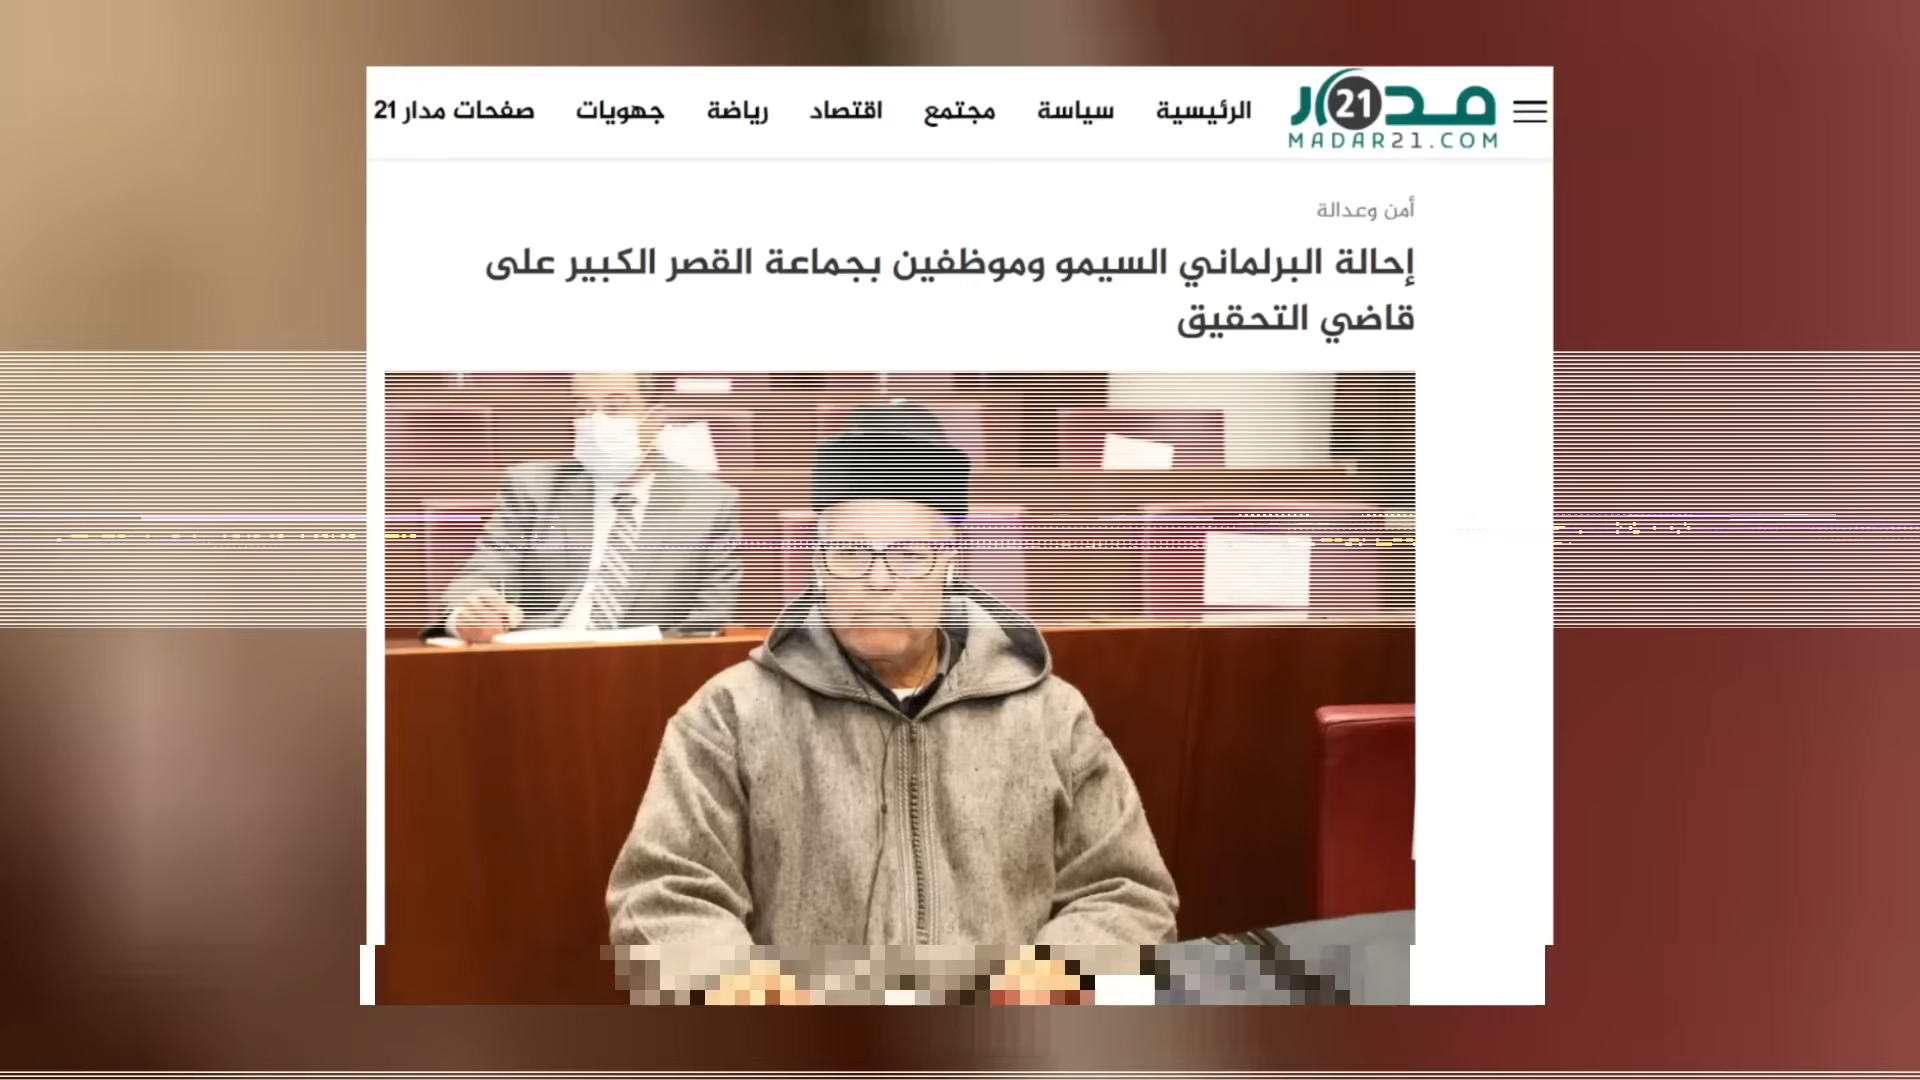 مدار 21
MADAR21.COM
الرئيسية سياسة مجتمع اقتصاد رياضة جهويات صفحات مدار 21
أمن وعدالة
إحالة البرلماني السيمو وموظفين بجماعة القصر الكبير على
قاضي التحقيق